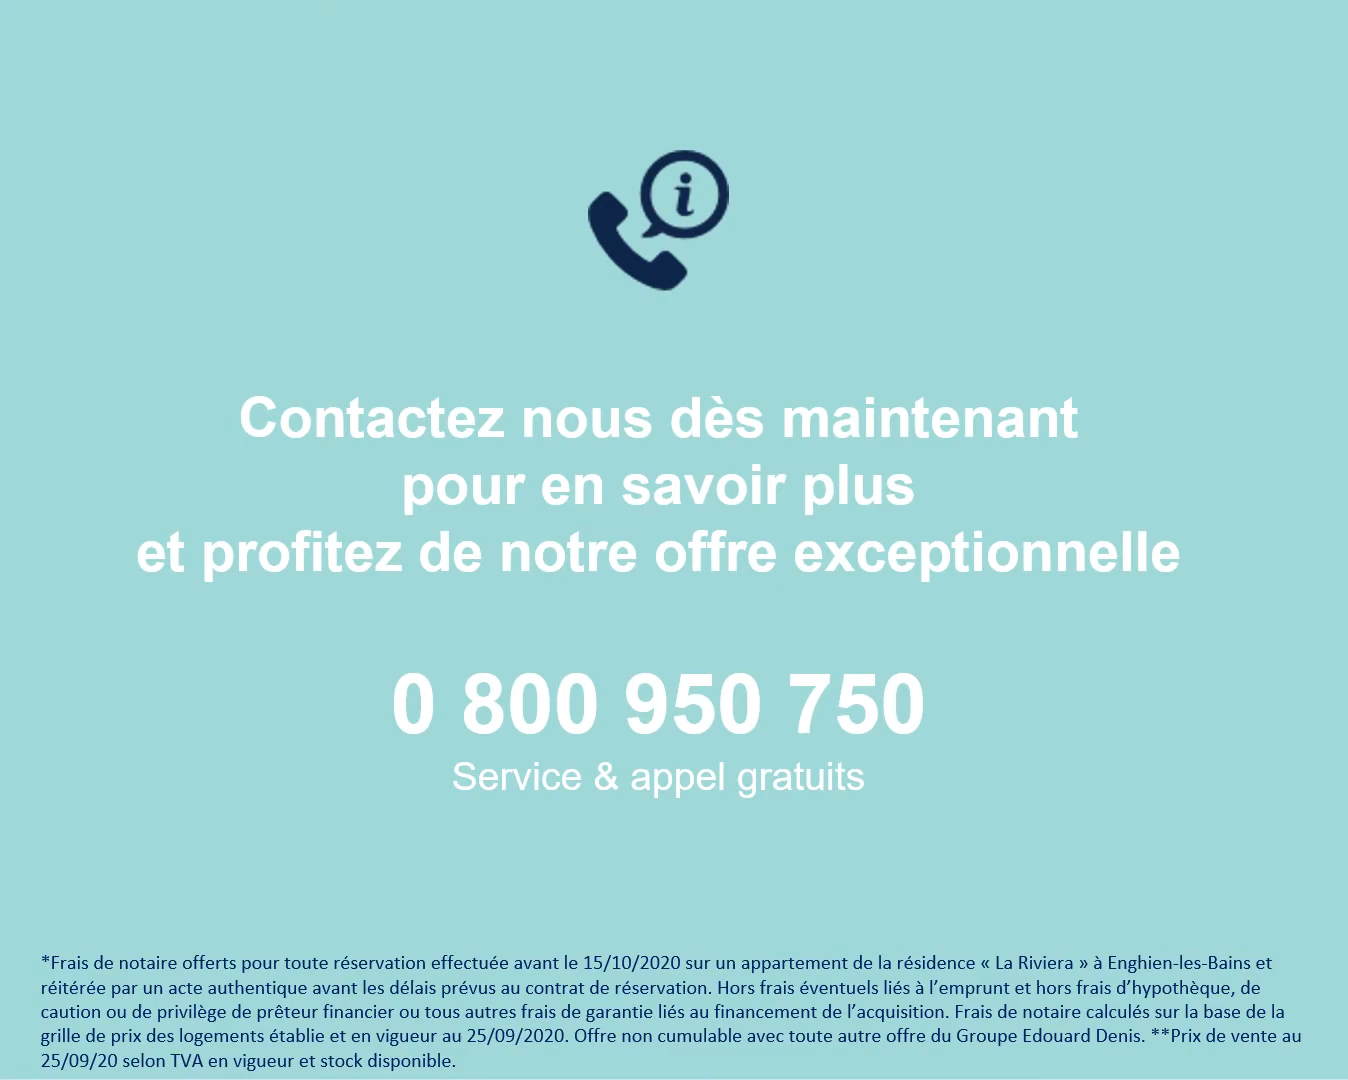 i
Contactez nous dès maintenant
pour en savoir plus
et profitez de notre offre exceptionnelle
0 800 950 750
Service & appel gratuits
*Frais de notaire offerts pour toute réservation effectuée avant le 15/10/2020 sur un appartement de la résidence « La Riviera » à Enghien-les-Bains et
réitérée par un acte authentique avant les délais prévus au contrat de réservation. Hors frais éventuels liés à l’emprunt et hors frais d’hypothèque, de
caution ou de privilège de prêteur financier ou tous autres frais de garantie liés au financement de l’acquisition. Frais de notaire calculés sur la base de la
grille de prix des logements établie et en vigueur au 25/09/2020. Offre non cumulable avec toute autre offre du Groupe Edouard Denis. **Prix de vente au
25/09/20 selon TVA en vigueur et stock disponible.